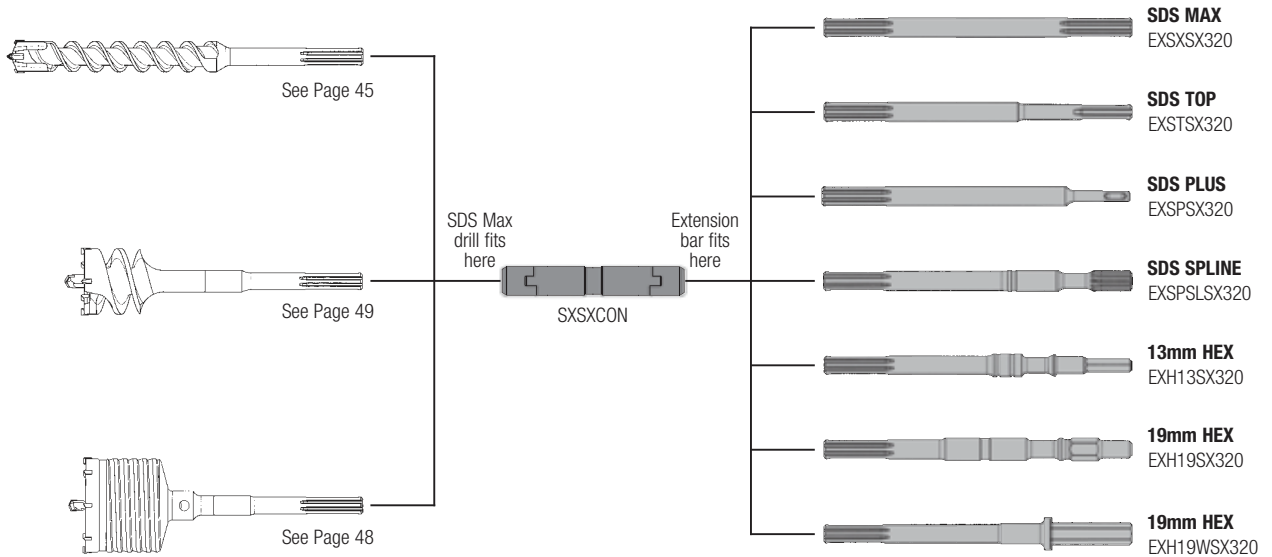 See Page 45
See Page 49
See Page 48
SDS Max
drill fits
here
SXSXCON
Extension
bar fits
here
SDS MAX
EXSXSX320
SDS TOP
EXSTSX320
SDS PLUS
EXSPSX320
SDS SPLINE
EXSPSLSX320
13mm HEX
EXH13SX320
19mm HEX
EXH19SX320
19mm HEX
EXH19WSX320